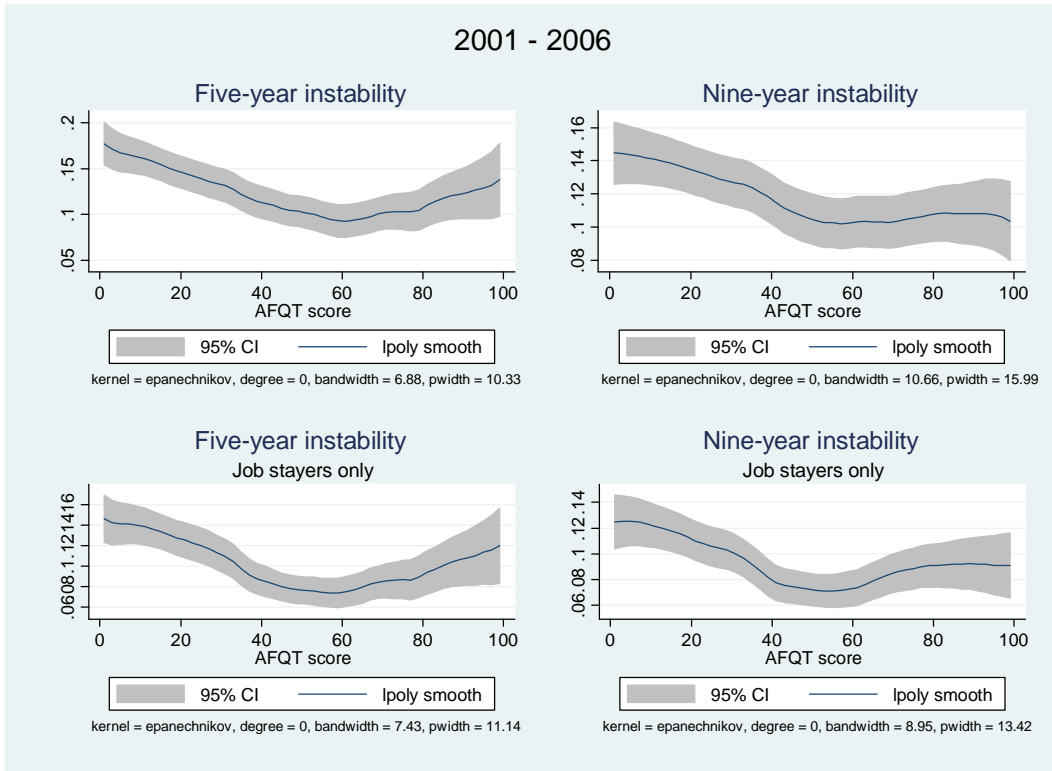 2001 - 2006
Five-year instability
.2
.15
.1
.05
0 20 40 60 80 100
AFQT score
95% CI lpoly smooth
kernel = epanechnikov, degree = 0, bandwidth = 6.88, pwidth = 10.33
Nine-year instability
.16
.14
.12
.1
.08
0 20 40 60 80 100
AFQT score
95% CI lpoly smooth
kernel = epanechnikov, degree = 0, bandwidth = 10.66, pwidth = 15.99
Five-year instability
Job stayers only
.06.08.1.12.14.16
0 20 40 60 80 100
AFQT score
95% CI lpoly smooth
kernel = epanechnikov, degree = 0, bandwidth = 7.43, pwidth = 11.14
Nine-year instability
Job stayers only
.06.08.1.12.14
0 20 40 60 80 100
AFQT score
95% CI lpoly smooth
kernel = epanechnikov, degree = 0, bandwidth = 8.95, pwidth = 13.42